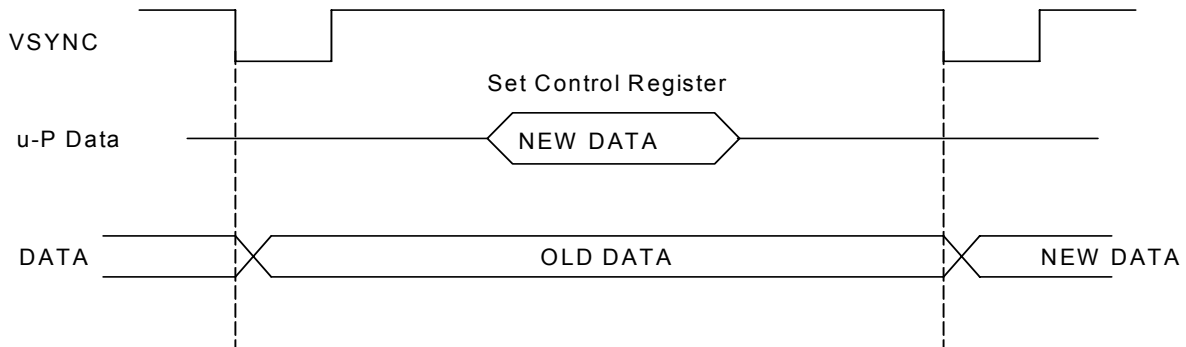 VSYNC
Set Control Register
u-P Data
NEW DATA
DATA
OLD DATA
NEW DATA